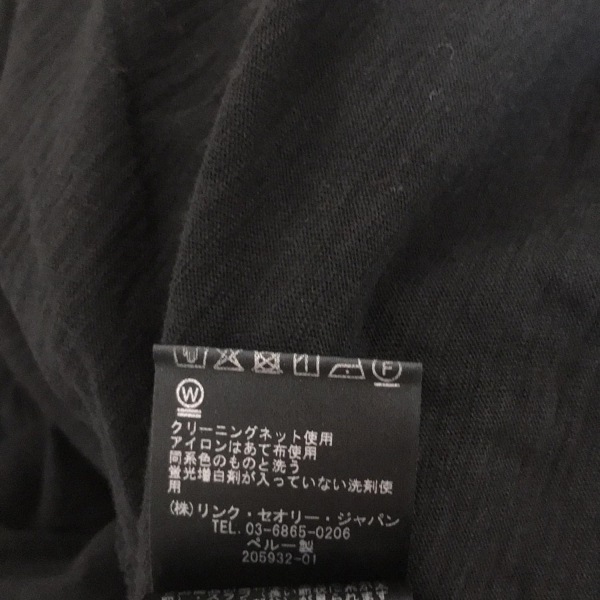 F
W
クリーニングネット使用
アイロンはあて布使用
同系色のものと洗う
蛍光増白剤が入っていない洗剤使
用
(株)リンク・セオリー・ジャパン
TEL. 03-6865-0206
ペルー製
205932-01